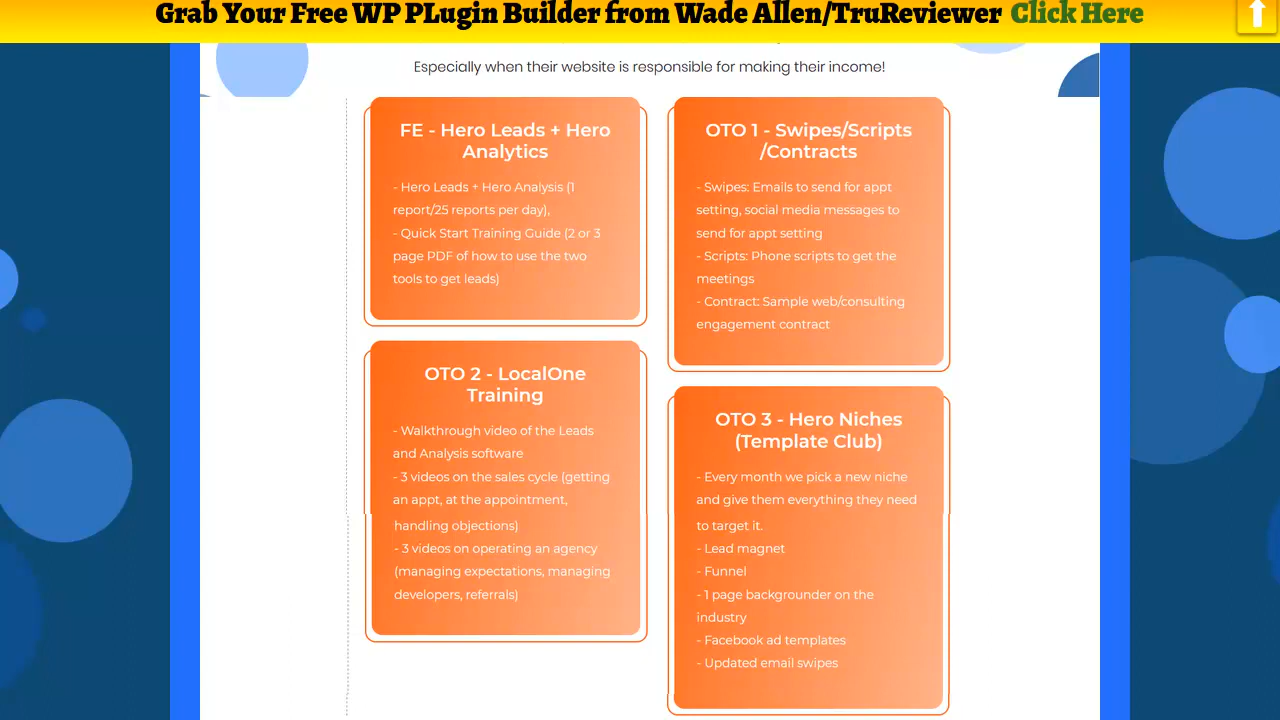 Grab Your Free WP PLugin Builder from Wade Allen/TruReviewer Click Here
Especially when their website is responsible for making their income!
FE - Hero Leads + Hero
Analytics
- Hero Leads + Hero Analysis (1
report/25 reports per day),
- Quick Start Training Guide (2 or 3
page PDF of how to use the two
tools to get leads)
OTO 1 - Swipes/Scripts
/Contracts
- Swipes: Emails to send for appt
setting, social media messages to
send for appt setting
- Scripts: Phone scripts to get the
meetings
- Contract: Sample web/consulting
engagement contract
OTO 2 - LocalOne
Training
- Walkthrough video of the Leads
and Analysis software
- 3 videos on the sales cycle (getting
an appt, at the appointment,
handling objections)
- 3 videos on operating an agency
(managing expectations, managing
developers, referrals)
OTO 3 - Hero Niches
(Template Club)
- Every month we pick a new niche
and give them everything they need
to target it.
- Lead magnet
- Funnel
- 1 page backgrounder on the
industry
- Facebook ad templates
- Updated email swipes